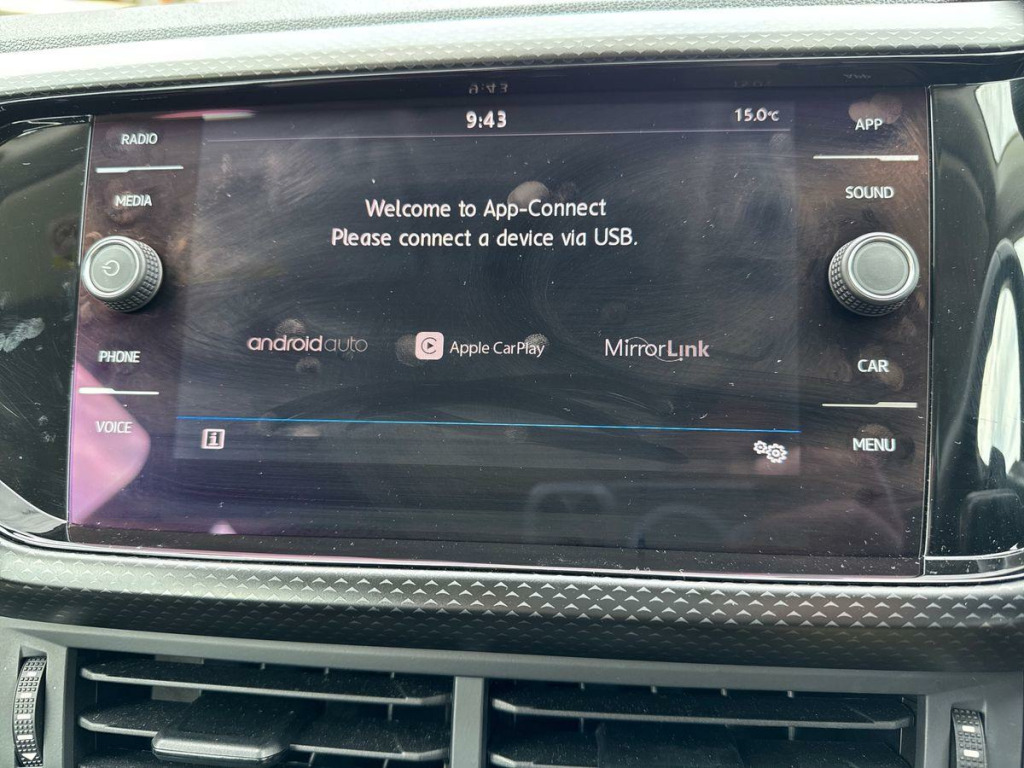 9:43
15.0°C
RADIO
MEDIA
PHONE
VOICE
Welcome to App-Connect
Please connect a device via USB.
androidauto
Apple CarPlay
MirrorLink
i
APP
SOUND
CAR
MENU